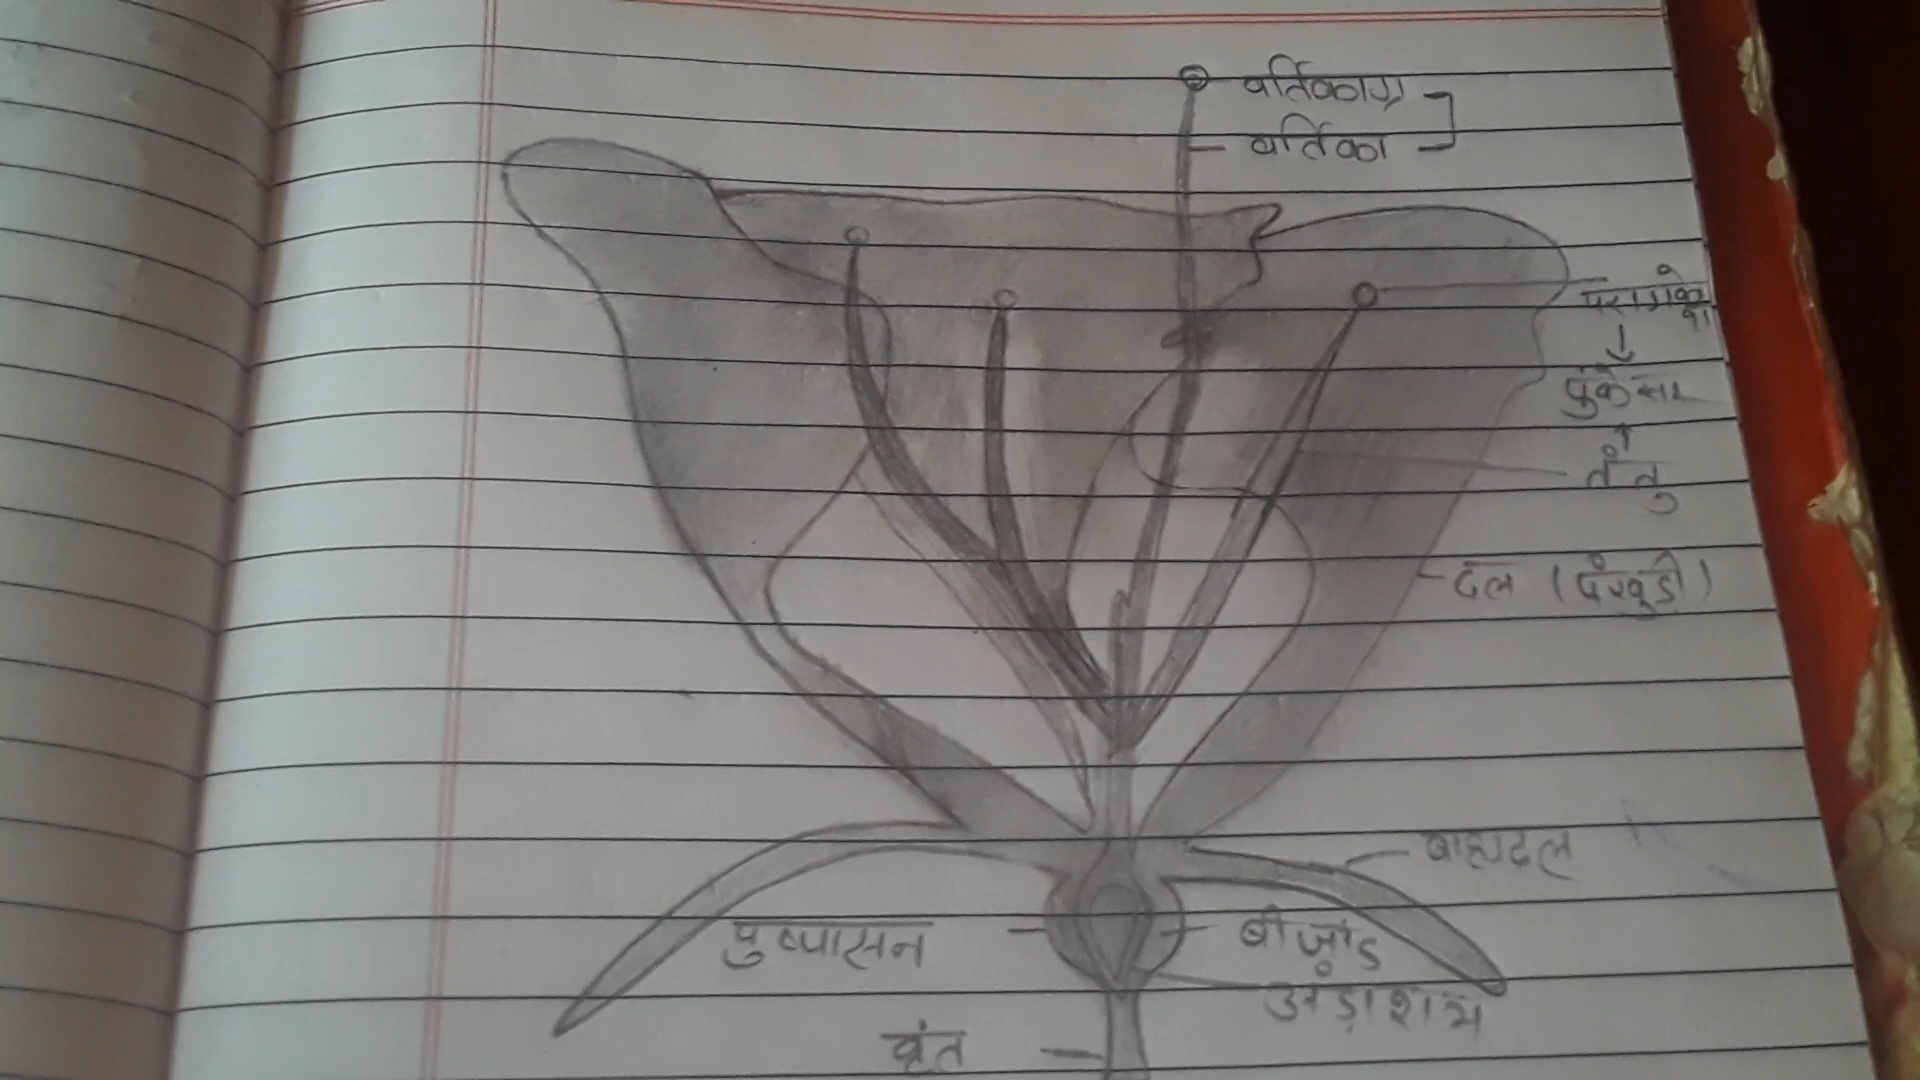 वर्तिकाग्र
वर्तिका
परागकोश
पुंकेसर
तंतु
दल (पंखुडी)
बाह्यदल
पुष्पासन
बीजांड
अंडाशय
वृंत